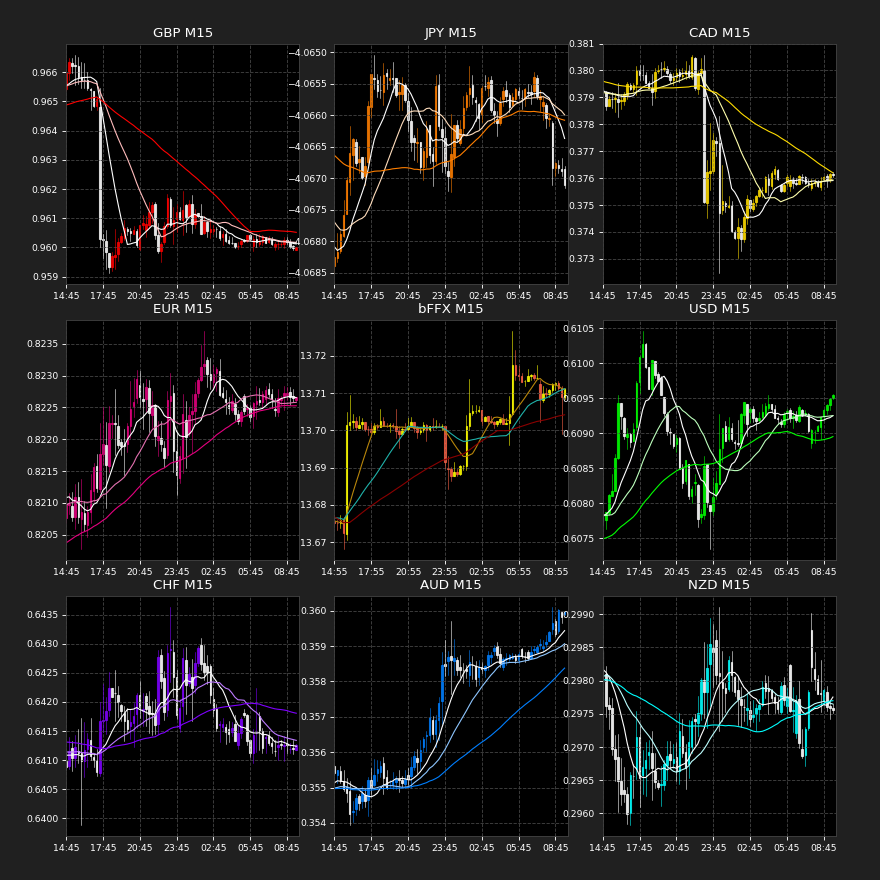 GBP M15 JPY M15 CAD M15
0.966 −4.0650 0.381
0.965 −4.0655 0.380
0.964 −4.0660 0.379
0.963 −4.0665 0.378
0.962 −4.0670 0.377
0.961 −4.0675 0.376
0.960 −4.0680 0.375
0.959 −4.0685 0.373
14:45 17:45 20:45 23:45 02:45 05:45 08:45 14:45 17:45 20:45 23:45 02:45 05:45 08:45 14:45 17:45 20:45 23:45 02:45 05:45 08:45
EUR M15 bFFX M15 USD M15
0.8235 13.72 0.6105
0.8230 13.71 0.6100
0.8225 13.70 0.6095
0.8220 13.69 0.6090
0.8215 13.68 0.6085
0.8210 13.67 0.6080
0.8205 0.6075
14:45 17:45 20:45 23:45 02:45 05:45 08:45 14:55 17:55 20:55 23:55 02:55 05:55 08:55 14:45 17:45 20:45 23:45 02:45 05:45 08:45
CHF M15 AUD M15 NZD M15
0.6435 0.360 0.2990
0.6430 0.359 0.2985
0.6425 0.358 0.2980
0.6420 0.357 0.2975
0.6415 0.356 0.2970
0.6410 0.355 0.2965
0.6405 0.354 0.2960
0.6400
14:45 17:45 20:45 23:45 02:45 05:45 08:45 14:45 17:45 20:45 23:45 02:45 05:45 08:45 14:45 17:45 20:45 23:45 02:45 05:45 08:45